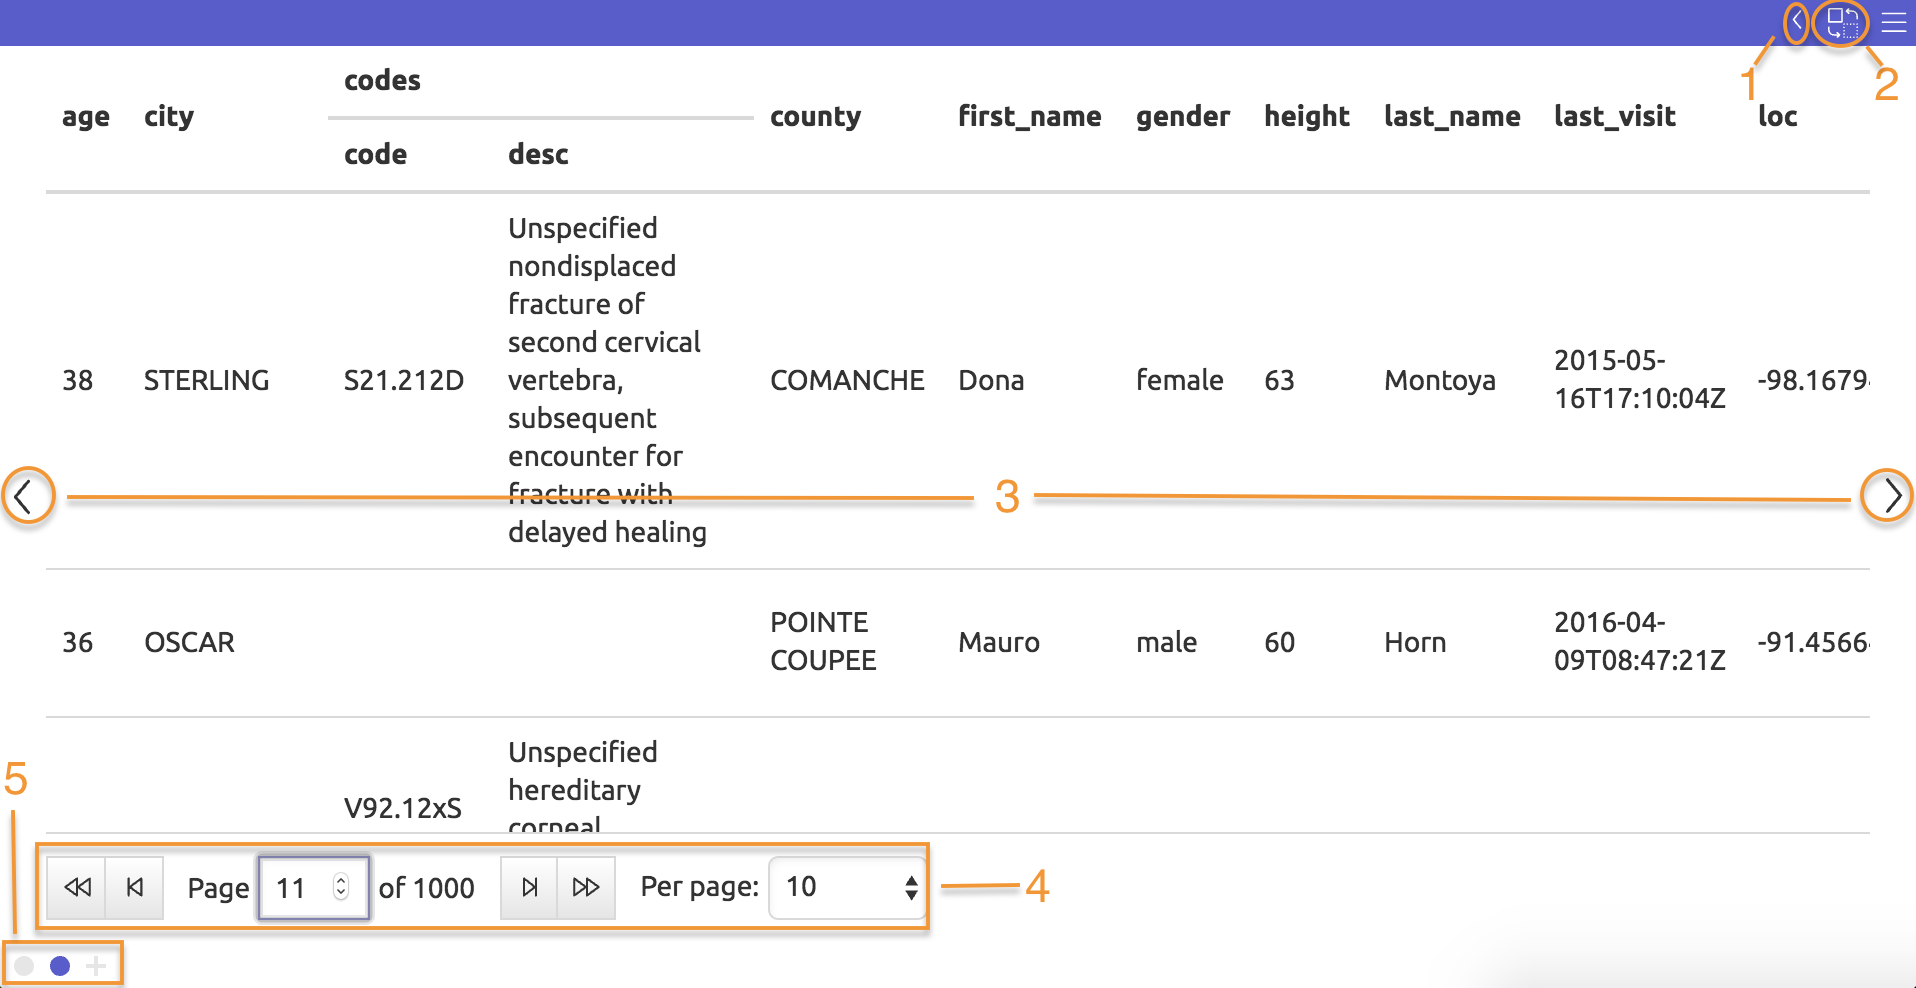 1
2
codes
age city county first_name gender height last_name last_visit loc
code desc
Unspecified
nondisplaced
fracture of
second cervical
38 STERLING S21.212D vertebra, COMANCHE Dona female 63 Montoya 2015-05-
16T17:10:04Z -98.1679
subsequent
encounter for
fracture with
delayed healing
3
36 OSCAR POINTE
COUPEE Mauro male 60 Horn 2016-04-
09T08:47:21Z -91.4566
Unspecified
hereditary
V92.12xS corneal
5
Page 11 of 1000 Per page: 10
4